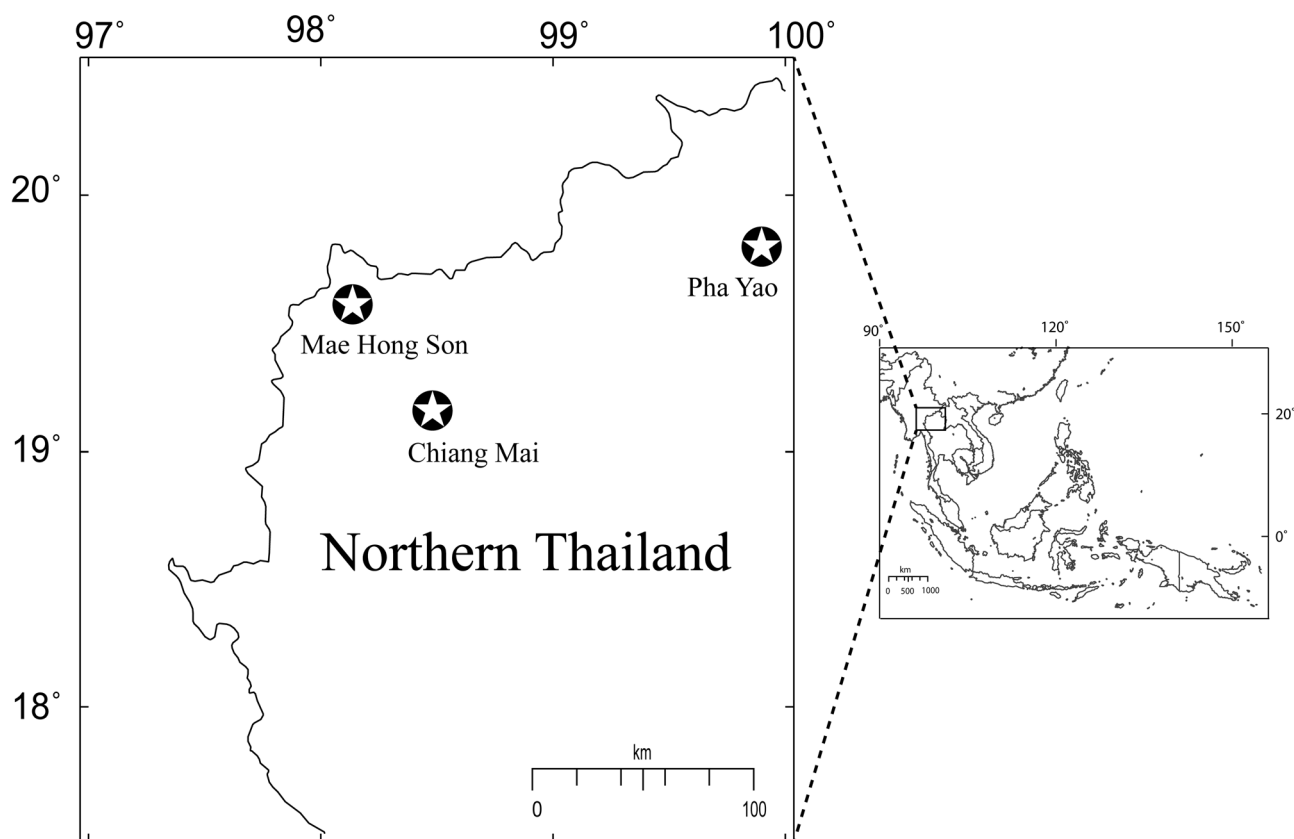 97° 98° 99° 100°
20°
Pha Yao
Mae Hong Son
90° 120° 150°
20°
Chiang Mai
19°
Northern Thailand
0°
km
0 500 1000
18°
km
0 100